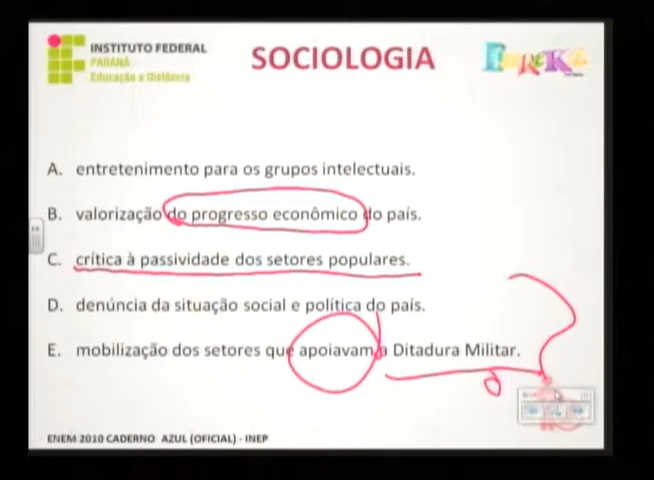 INSTITUTO FEDERAL
PARANÁ
Educação a Distância
SOCIOLOGIA
EUREKA
A. entretenimento para os grupos intelectuais.
B. valorização do progresso econômico do país.
C. crítica à passividade dos setores populares.
D. denúncia da situação social e política do país.
E. mobilização dos setores que apoiavam a Ditadura Militar.
ENEM 2010 CADERNO AZUL (OFICIAL) - INEP